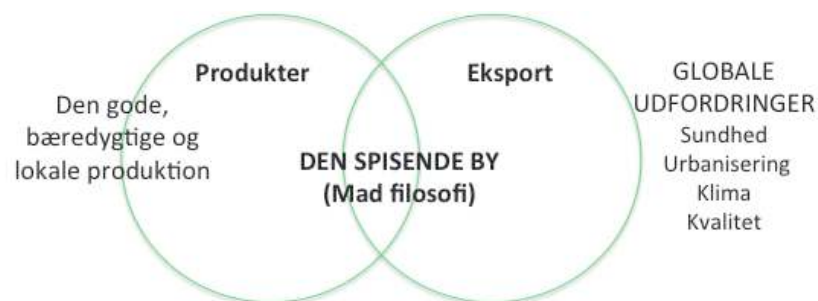 Produkter
Eksport
Den gode,
bæredygtige og
lokale produktion
DEN SPISENDE BY
(Mad filosofi)
GLOBALE
UDFORDRINGER
Sundhed
Urbanisering
Klima
Kvalitet